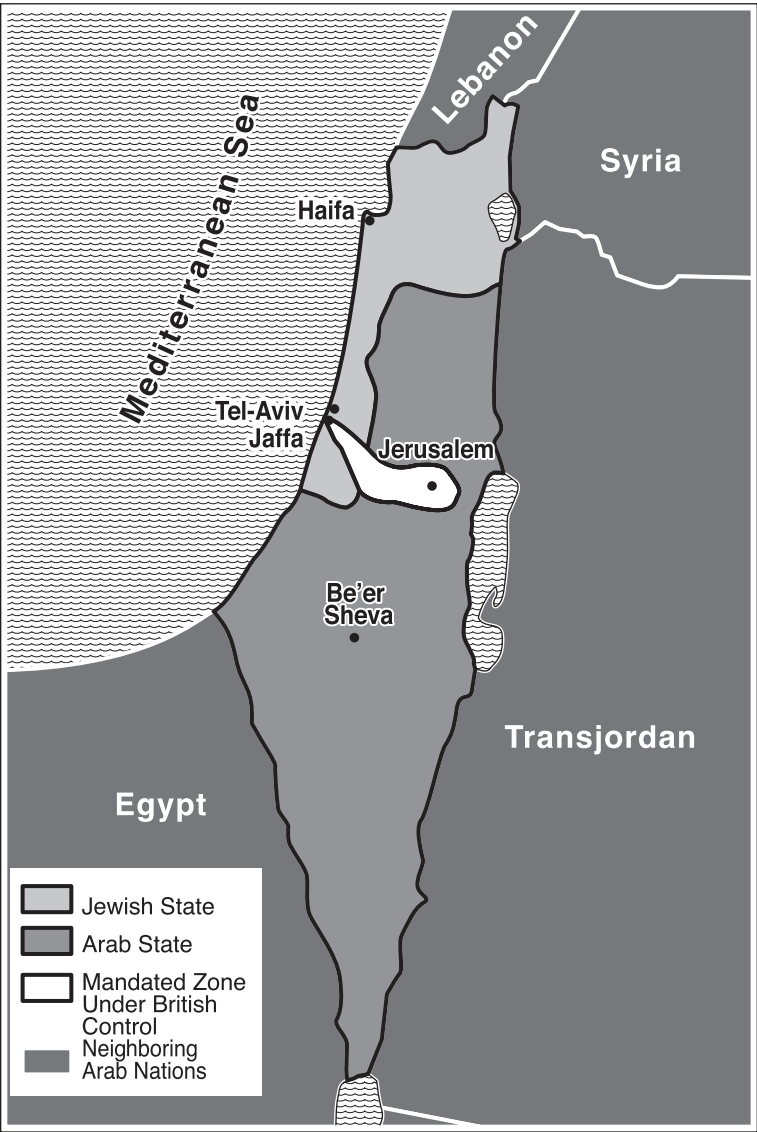 Lebanon
Syria
Mediterranean Sea
Haifa
Tel-Aviv
Jaffa
Jerusalem
Be’er
Sheva
Transjordan
Egypt
Jewish State
Arab State
Mandated Zone
Under British
Control
Neighboring
Arab Nations